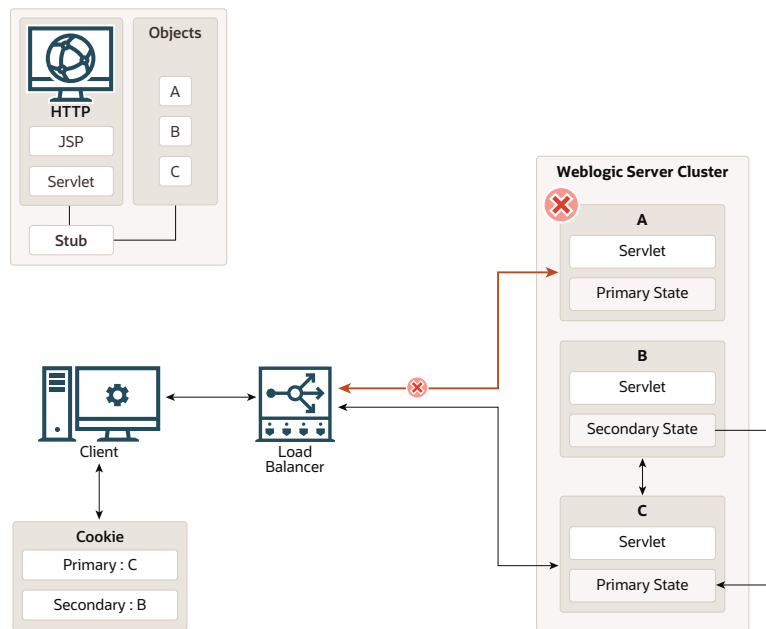 HTTP
JSP
Servlet
Stub
Objects
A
B
C
Weblogic Server Cluster
A
Servlet
Primary State
B
Servlet
Secondary State
C
Servlet
Primary State
Client
Load
Balancer
Cookie
Primary : C
Secondary : B